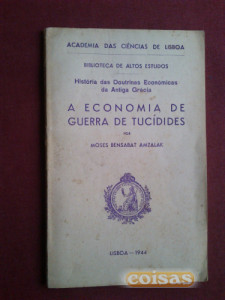 ACADEMIA DAS CIÊNCIAS DE LISBOA
BIBLIOTECA DE ALTOS ESTUDOS
História das Doutrinas Económicas
da Antiga Grécia
A ECONOMIA DE
GUERRA DE TUCÍDIDES
POR
MOSES BENSABAT AMZALAK
LISBOA — 1944
coisas